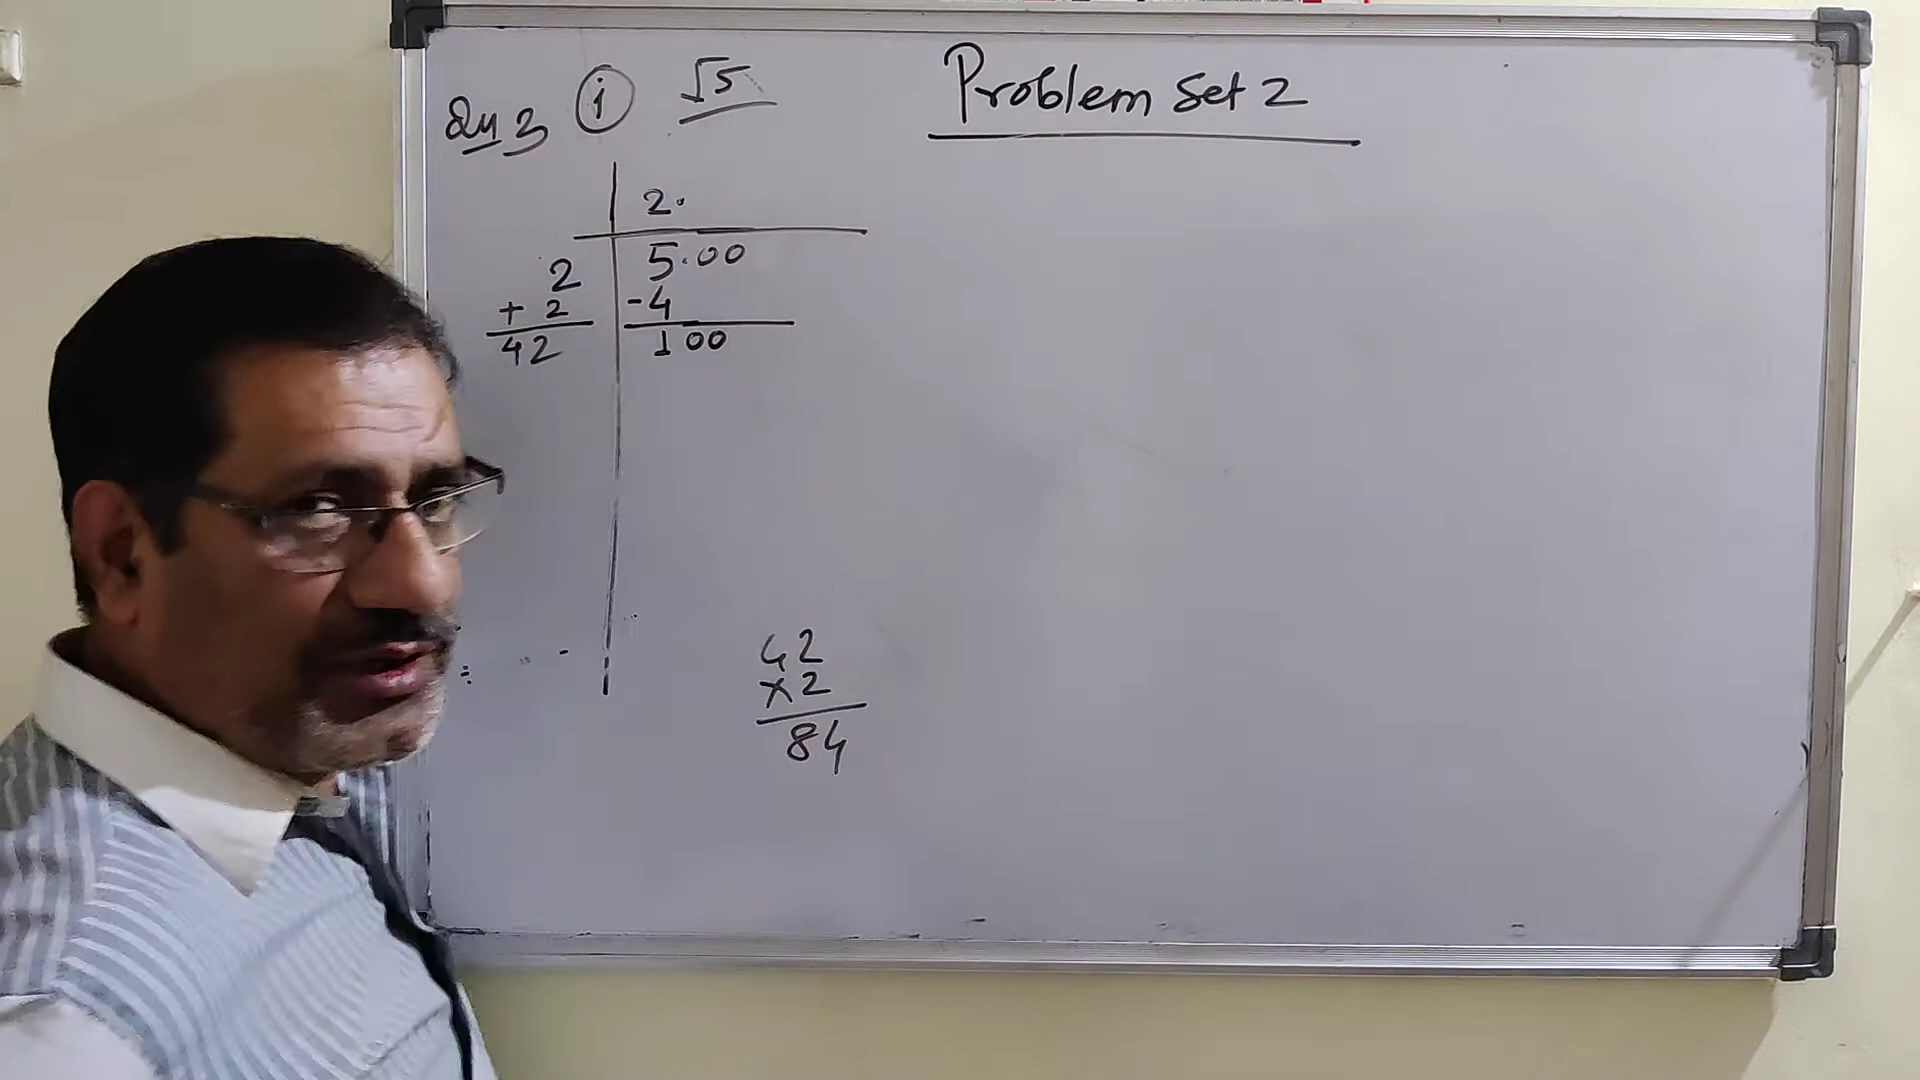 Qu 3 (i) √5
Problem Set 2
2.
2 5.00
+ 2 -4
42 100
42
×2
84